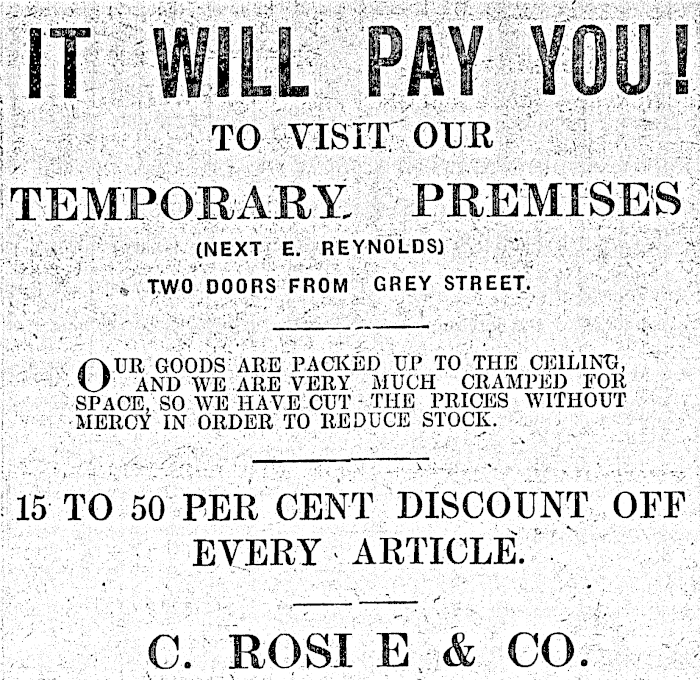 IT WILL PAY YOU!
TO VISIT OUR
TEMPORARY PREMISES
(NEXT E. REYNOLDS)
TWO DOORS FROM GREY STREET.
OUR GOODS ARE PACKED UP TO THE CEILING,
AND WE ARE VERY MUCH CRAMPED FOR
SPACE, SO WE HAVE CUT THE PRICES WITHOUT
MERCY IN ORDER TO REDUCE STOCK.
15 TO 50 PER CENT DISCOUNT OFF
EVERY ARTICLE.
C. ROSIE & CO.